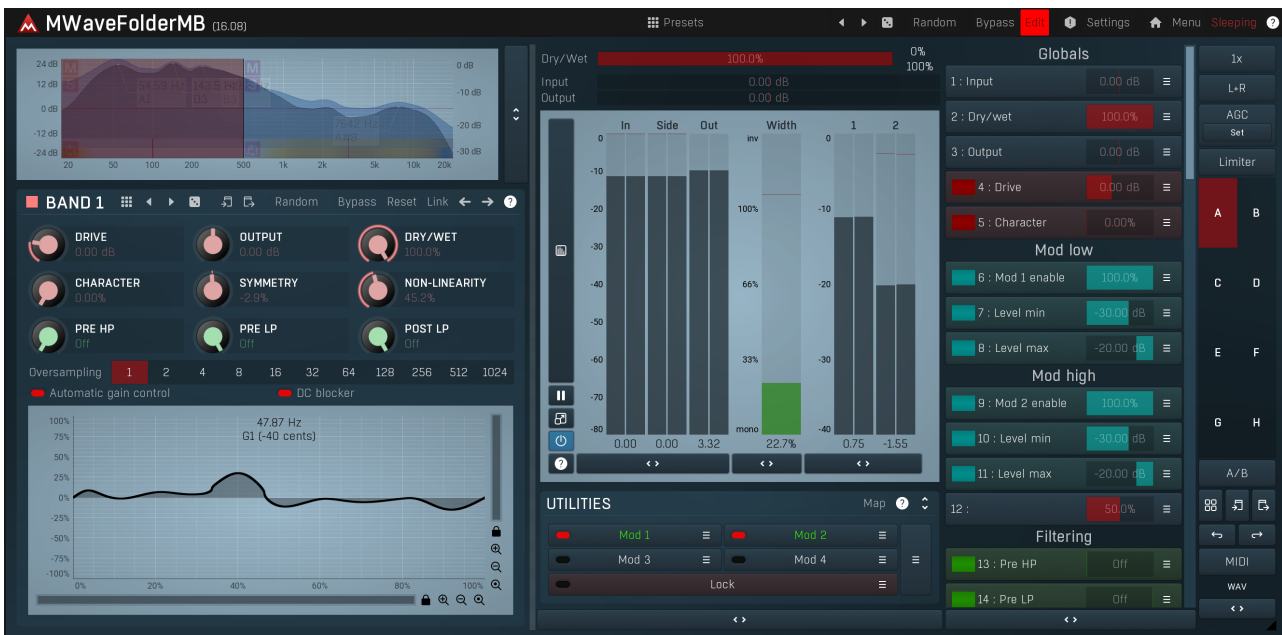 MWaveFolderMB (16.08)
Presets
Random Bypass Edit Settings Menu Sleeping ?
24 dB
12 dB
0 dB
-12 dB
-24 dB
0 dB
-10 dB
-20 dB
-30 dB
M
S
M
20 50 100 200 500 1k 2k 5k 10k 20k
BAND 1 Random Bypass Reset Link ?
DRIVE
0.00 dB
OUTPUT
0.00 dB
DRY/WET
100.0%
CHARACTER
0.00%
SYMMETRY
-2.9%
NON-LINEARITY
45.2%
PRE HP
Off
PRE LP
Off
POST LP
Off
Oversampling 1 2 4 8 16 32 64 128 256 512 1024
Automatic gain control DC blocker
47.87 Hz
G1 (-40 cents)
100%
75%
50%
25%
0%
-25%
-50%
-75%
-100%
0% 20% 40% 60% 80% 100%
Dry/Wet 100.0% 0%
100%
Input 0.00 dB
Output 0.00 dB
In Side Out Width 1 2
0
-10
-20
-30
-40
-50
-60
-70
-80
inv
100%
66%
33%
mono
0
-10
-20
-30
-40
0.00 0.00 3.32 22.7% 0.75 -1.55
?
UTILITIES Map ?
Mod 1 Mod 2
Mod 3 Mod 4
Lock
Globals
1 : Input 0.00 dB
2 : Dry/wet 100.0%
3 : Output 0.00 dB
4 : Drive 0.00 dB
5 : Character 0.00%
Mod low
6 : Mod 1 enable 100.0%
7 : Level min -30.00 dB
8 : Level max -20.00 dB
Mod high
9 : Mod 2 enable 100.0%
10 : Level min -30.00 dB
11 : Level max -20.00 dB
12 : 50.0%
Filtering
13 : Pre HP Off
14 : Pre LP Off
1x
L+R
AGC
Set
Limiter
A B
C D
E F
G H
A/B
MIDI
WAV